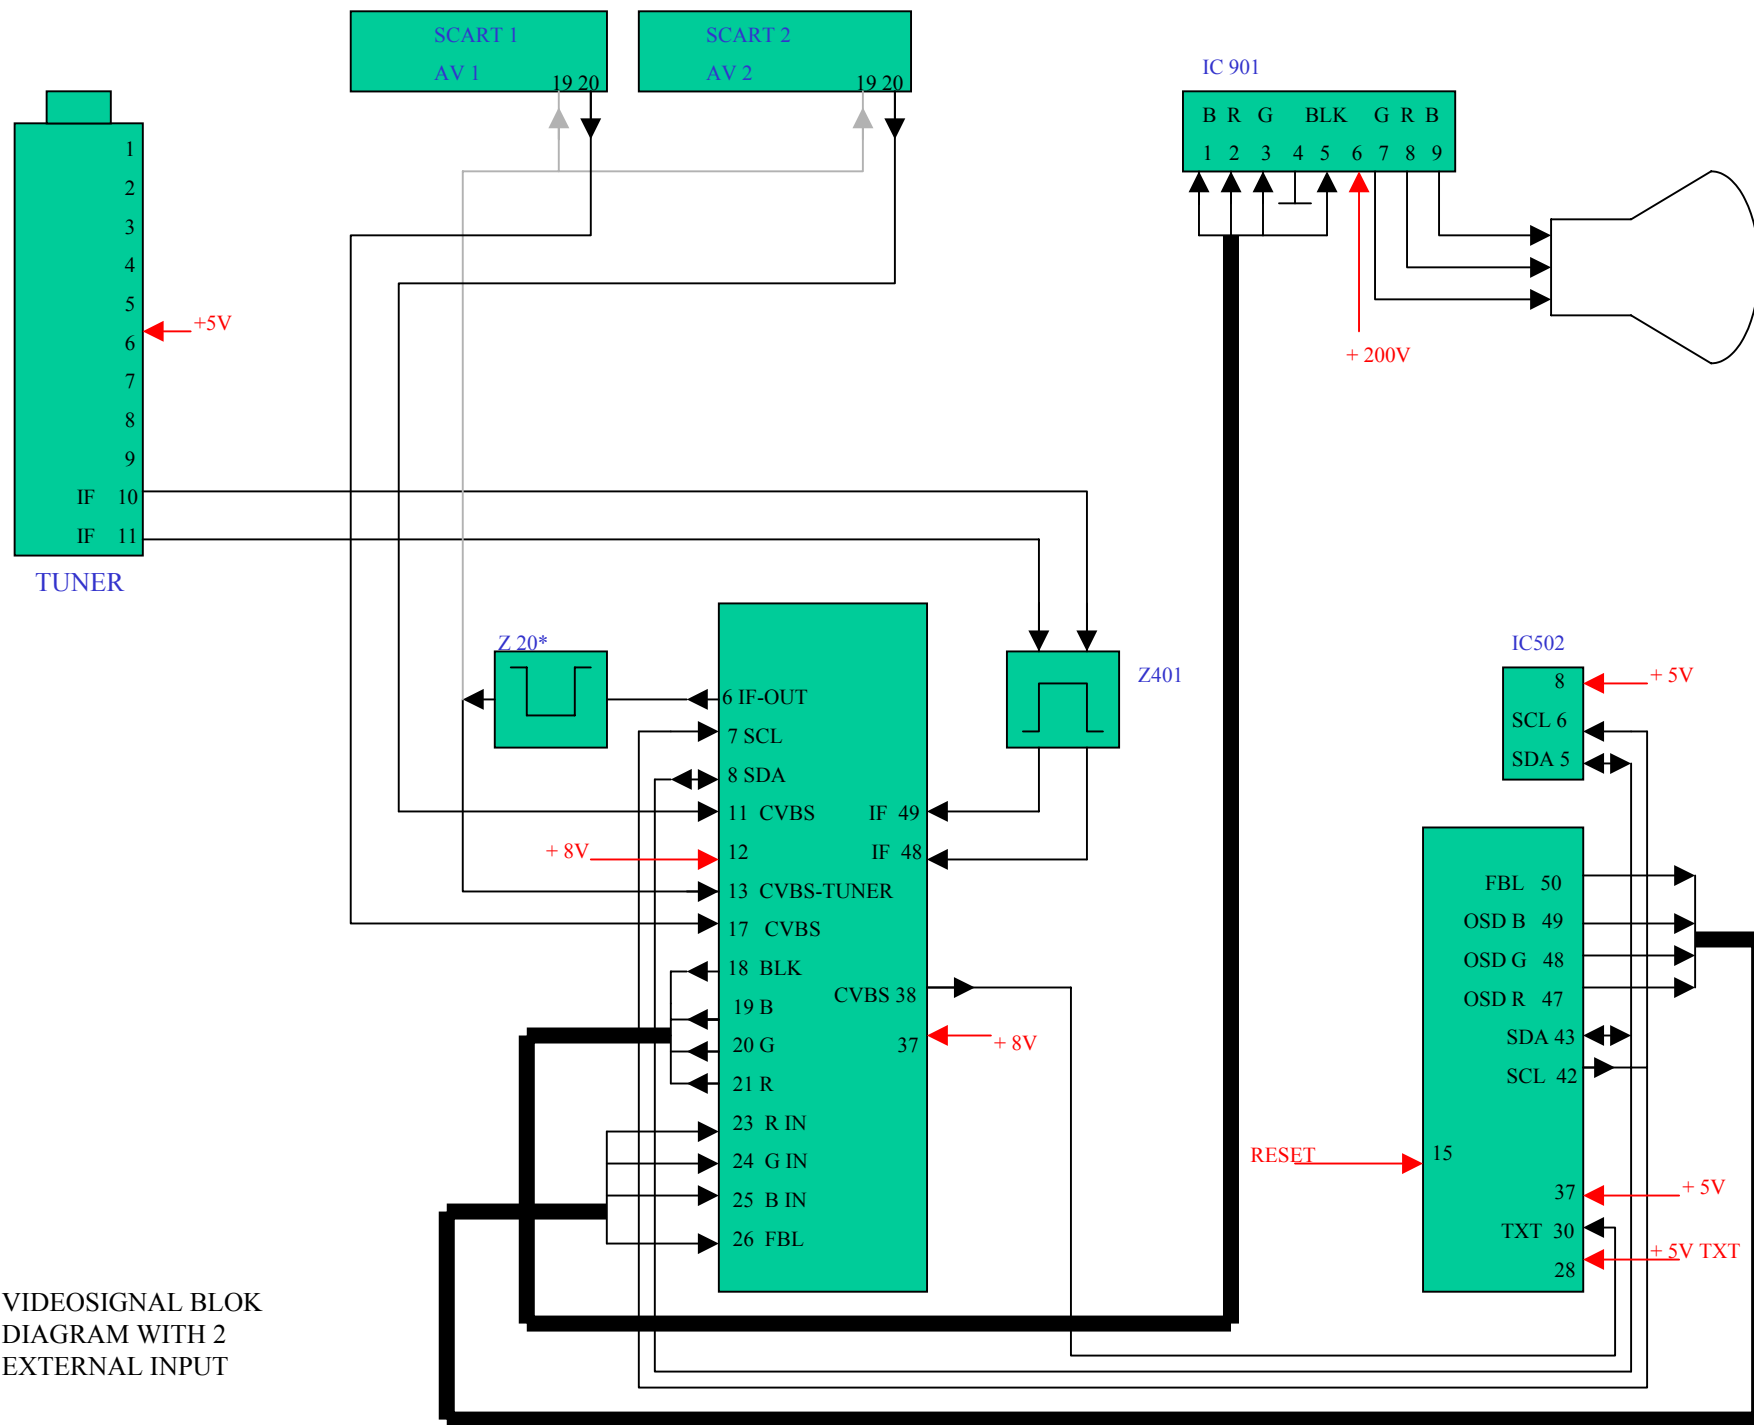 SCART 1
AV 1
19 20
SCART 2
AV 2
19 20
IC 901
B R G BLK G R B
1 2 3 4 5 6 7 8 9
+ 200V
1
2
3
4
5
+5V
6
7
8
9
IF 10
IF 11
TUNER
Z 20*
Z401
6 IF-OUT
7 SCL
8 SDA
11 CVBS
+ 8V
12
13 CVBS-TUNER
17 CVBS
18 BLK
19 B
20 G
21 R
23 R IN
24 G IN
25 B IN
26 FBL
IF 49
IF 48
CVBS 38
37
+ 8V
IC502
8
+ 5V
SCL 6
SDA 5
FBL 50
OSD B 49
OSD G 48
OSD R 47
SDA 43
SCL 42
RESET
15
37
+ 5V
TXT 30
+ 5V TXT
28
VIDEOSIGNAL BLOK
DIAGRAM WITH 2
EXTERNAL INPUT